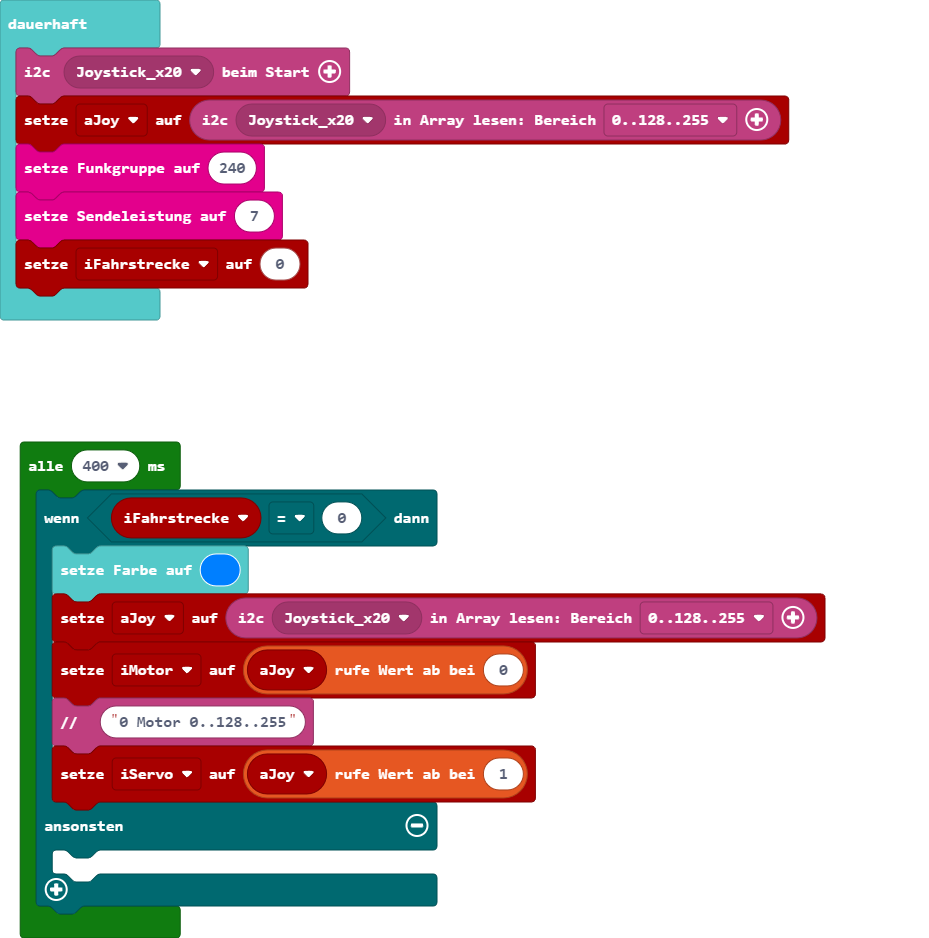 dauerhaft
i2c Joystick_x20 beim Start
setze aJoy auf i2c Joystick_x20 in Array lesen: Bereich 0..128..255
setze Funkgruppe auf 240
setze Sendeleistung auf 7
setze iFahrstrecke auf 0
alle 400 ms
wenn iFahrstrecke = 0 dann
setze Farbe auf
setze aJoy auf i2c Joystick_x20 in Array lesen: Bereich 0..128..255
setze iMotor auf aJoy rufe Wert ab bei 0
// "0 Motor 0..128..255"
setze iServo auf aJoy rufe Wert ab bei 1
ansonsten